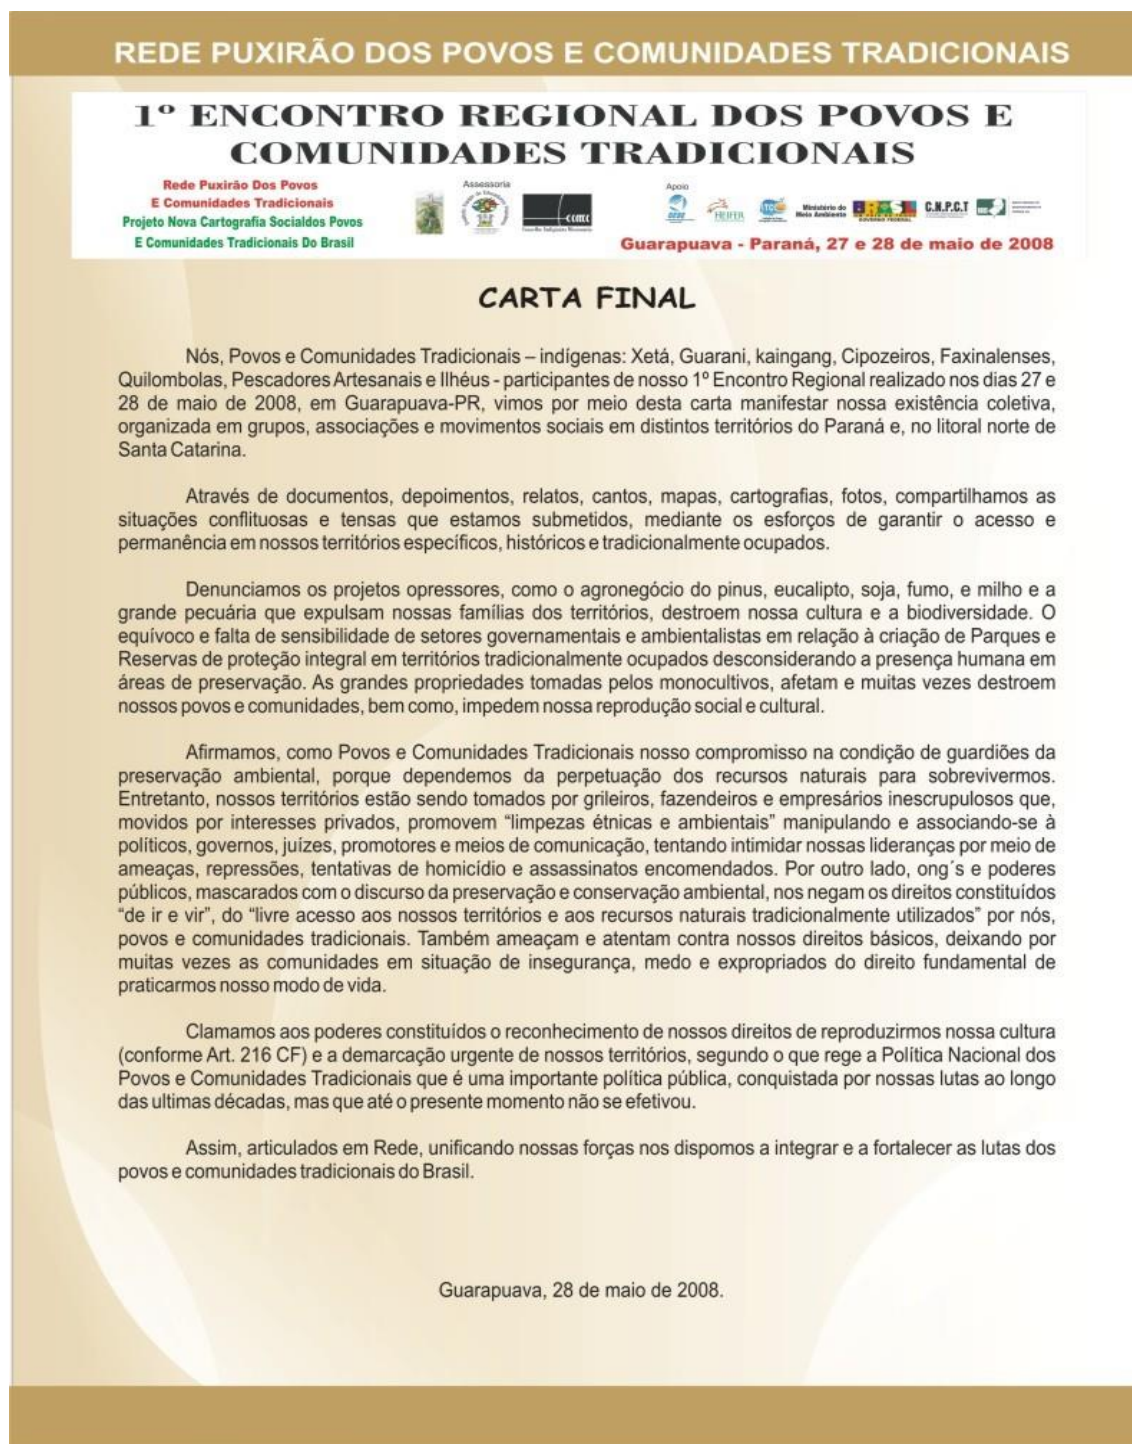 REDE PUXIRÃO DOS POVOS E COMUNIDADES TRADICIONAIS
1º ENCONTRO REGIONAL DOS POVOS E
COMUNIDADES TRADICIONAIS
Rede Puxirão Dos Povos
E Comunidades Tradicionais
Projeto Nova Cartografia Socialdos Povos
E Comunidades Tradicionais Do Brasil
Assessoria
Apoio
HEIFER
Ministério do
Meio Ambiente
BRASIL
GOVERNO FEDERAL
C.N.P.C.T
Guarapuava - Paraná, 27 e 28 de maio de 2008
CARTA FINAL
Nós, Povos e Comunidades Tradicionais – indígenas: Xetá, Guarani, kaingang, Cipozeiros, Faxinalenses,
Quilombolas, Pescadores Artesanais e Ilhéus - participantes de nosso 1º Encontro Regional realizado nos dias 27 e
28 de maio de 2008, em Guarapuava-PR, vimos por meio desta carta manifestar nossa existência coletiva,
organizada em grupos, associações e movimentos sociais em distintos territórios do Paraná e, no litoral norte de
Santa Catarina.
Através de documentos, depoimentos, relatos, cantos, mapas, cartografias, fotos, compartilhamos as
situações conflituosas e tensas que estamos submetidos, mediante os esforços de garantir o acesso e
permanência em nossos territórios específicos, históricos e tradicionalmente ocupados.
Denunciamos os projetos opressores, como o agronegócio do pinus, eucalipto, soja, fumo, e milho e a
grande pecuária que expulsam nossas famílias dos territórios, destroem nossa cultura e a biodiversidade. O
equívoco e falta de sensibilidade de setores governamentais e ambientalistas em relação à criação de Parques e
Reservas de proteção integral em territórios tradicionalmente ocupados desconsiderando a presença humana em
áreas de preservação. As grandes propriedades tomadas pelos monocultivos, afetam e muitas vezes destroem
nossos povos e comunidades, bem como, impedem nossa reprodução social e cultural.
Afirmamos, como Povos e Comunidades Tradicionais nosso compromisso na condição de guardiões da
preservação ambiental, porque dependemos da perpetuação dos recursos naturais para sobrevivermos.
Entretanto, nossos territórios estão sendo tomados por grileiros, fazendeiros e empresários inescrupulosos que,
movidos por interesses privados, promovem “limpezas étnicas e ambientais” manipulando e associando-se à
políticos, governos, juízes, promotores e meios de comunicação, tentando intimidar nossas lideranças por meio de
ameaças, repressões, tentativas de homicídio e assassinatos encomendados. Por outro lado, ong´s e poderes
públicos, mascarados com o discurso da preservação e conservação ambiental, nos negam os direitos constituídos
“de ir e vir”, do “livre acesso aos nossos territórios e aos recursos naturais tradicionalmente utilizados” por nós,
povos e comunidades tradicionais. Também ameaçam e atentam contra nossos direitos básicos, deixando por
muitas vezes as comunidades em situação de insegurança, medo e expropriados do direito fundamental de
praticarmos nosso modo de vida.
Clamamos aos poderes constituídos o reconhecimento de nossos direitos de reproduzirmos nossa cultura
(conforme Art. 216 CF) e a demarcação urgente de nossos territórios, segundo o que rege a Política Nacional dos
Povos e Comunidades Tradicionais que é uma importante política pública, conquistada por nossas lutas ao longo
das ultimas décadas, mas que até o presente momento não se efetivou.
Assim, articulados em Rede, unificando nossas forças nos dispomos a integrar e a fortalecer as lutas dos
povos e comunidades tradicionais do Brasil.
Guarapuava, 28 de maio de 2008.